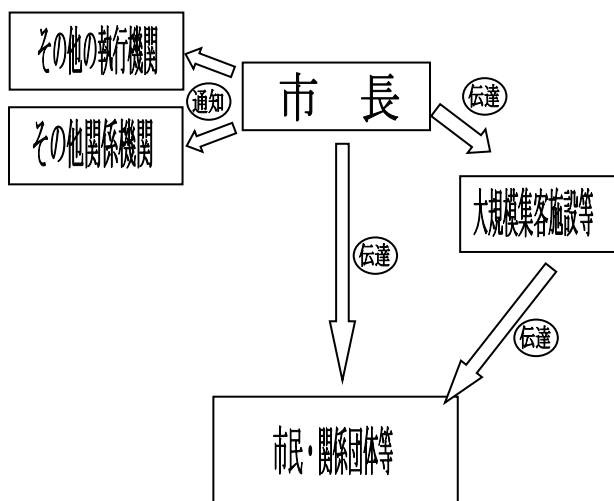 その他の執行機関
通知
その他関係機関
市　長
伝達
大規模集客施設等
伝達
伝達
市民・関係団体等